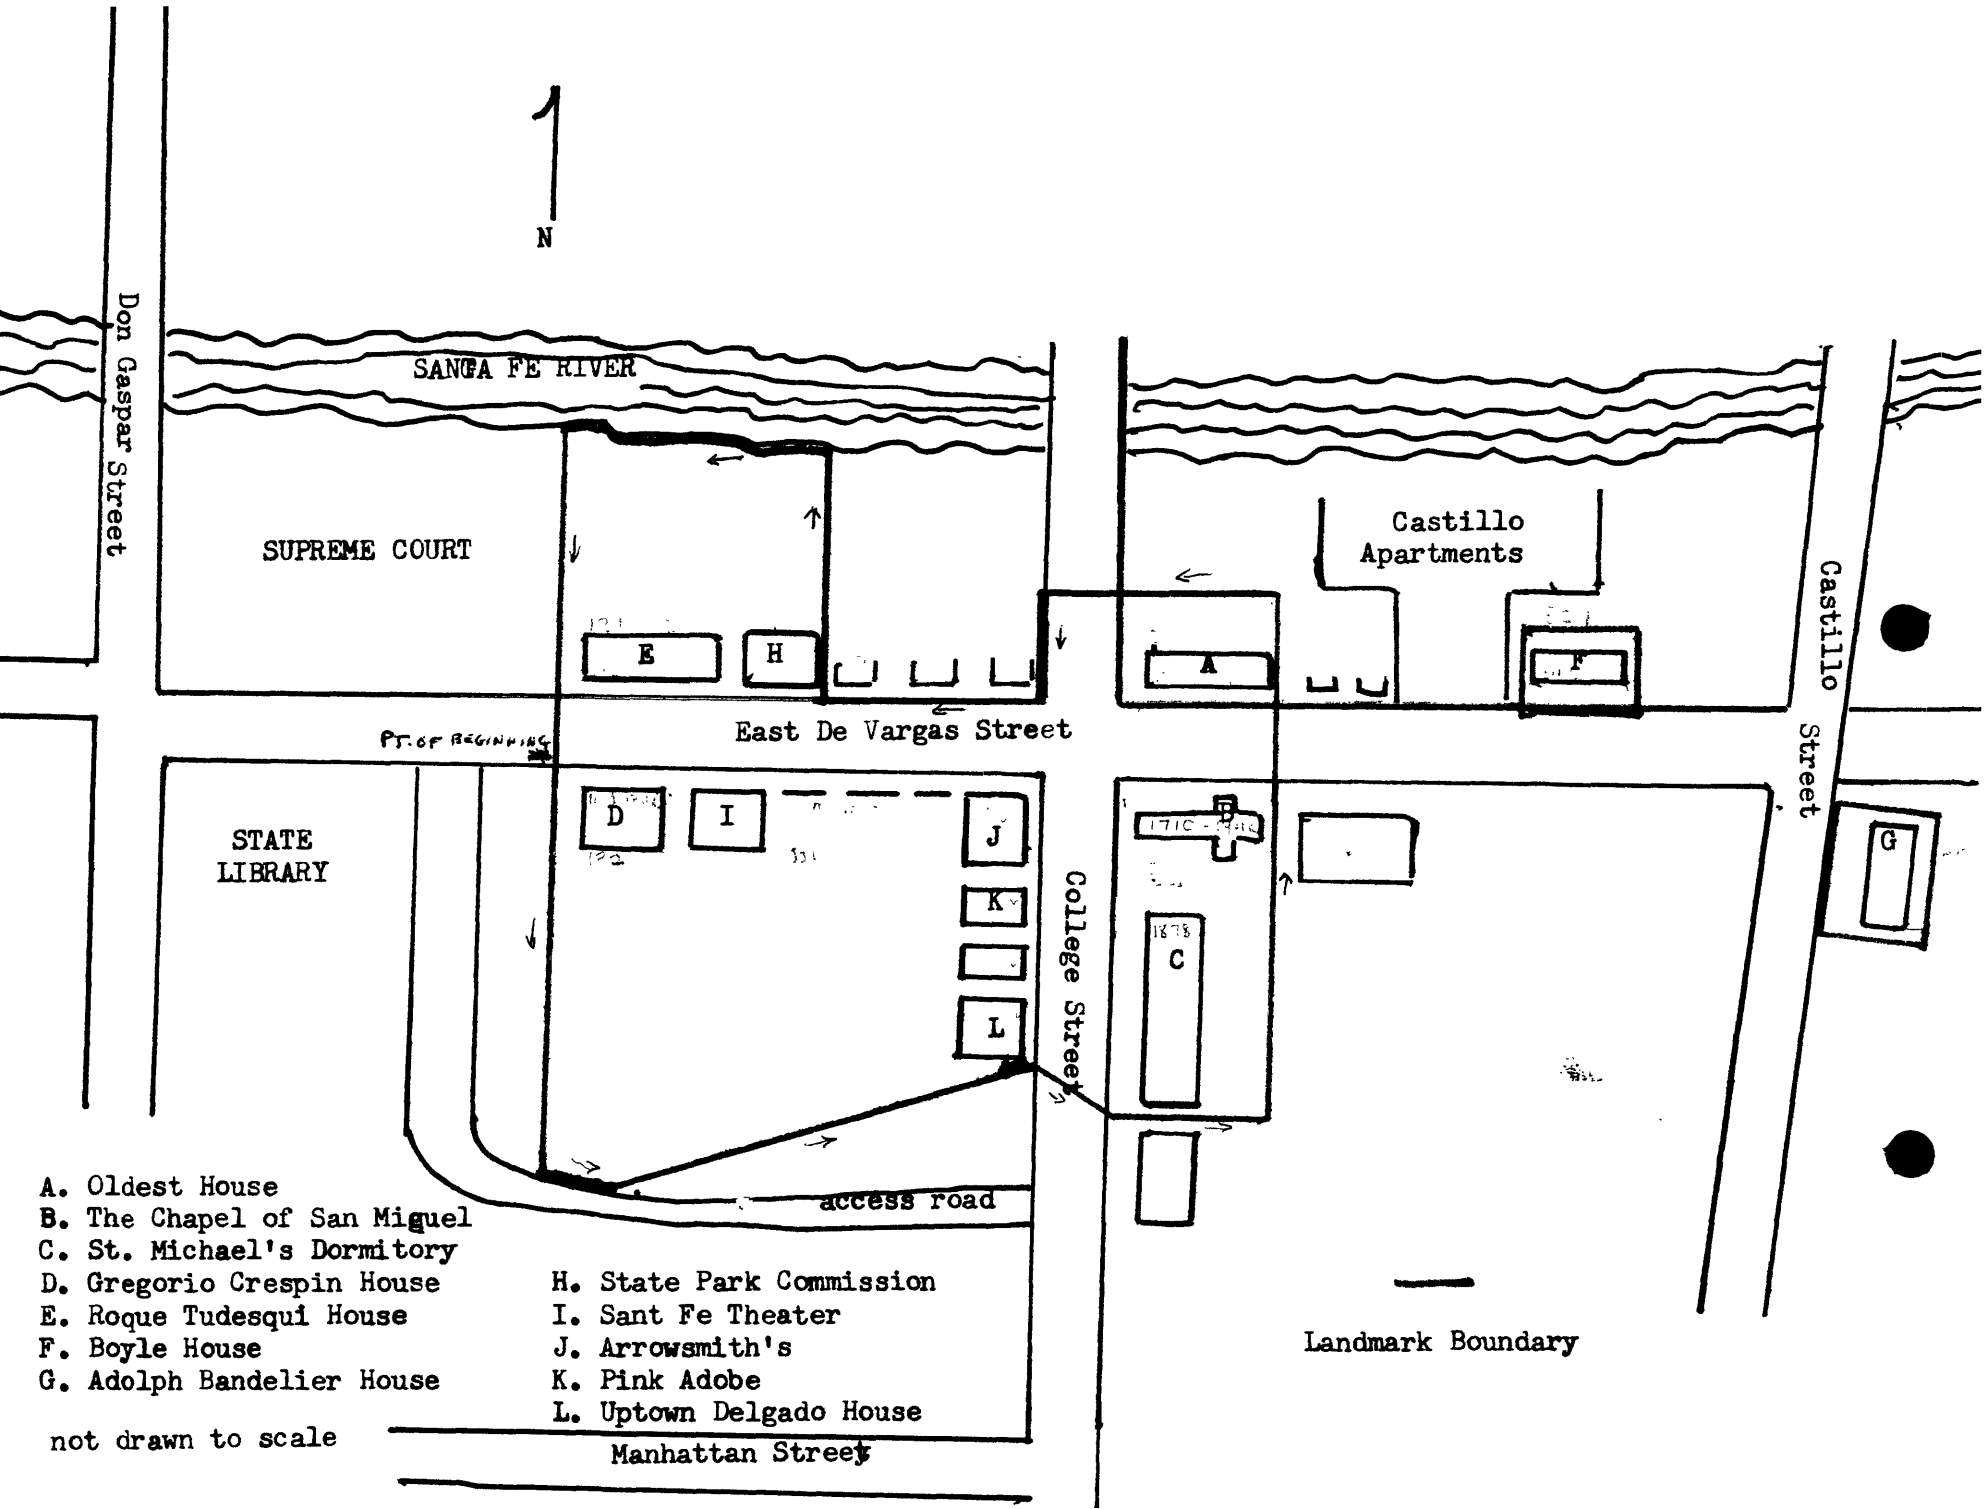 N
Don Gaspar Street
SANTA FE RIVER
SUPREME COURT
Castillo
Apartments
Castillo Street
E
H
A
F
East De Vargas Street
PT. OF BEGINNING
D
I
J
B
1710
G
STATE
LIBRARY
K
College Street
1878
C
L
access road
A. Oldest House
B. The Chapel of San Miguel
C. St. Michael's Dormitory
D. Gregorio Crespin House
E. Roque Tudesqui House
F. Boyle House
G. Adolph Bandelier House
H. State Park Commission
I. Sant Fe Theater
J. Arrowsmith's
K. Pink Adobe
L. Uptown Delgado House
Landmark Boundary
not drawn to scale
Manhattan Street